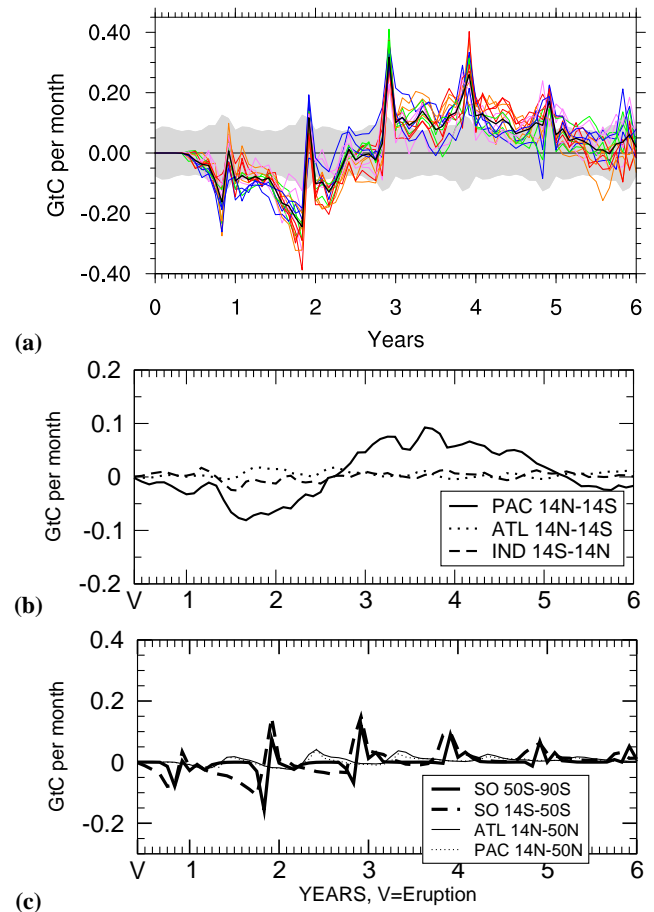 0.40
0.20
0.00
-0.20
-0.40
GtC per month
0 1 2 3 4 5 6
Years
(a)
0.2
0.1
0
-0.1
-0.2
GtC per month
PAC 14N-14S
ATL 14N-14S
IND 14S-14N
V 1 2 3 4 5 6
(b)
0.4
0.2
0
-0.3
GtC per month
SO 50S-90S
SO 14S-50S
ATL 14N-50N
PAC 14N-50N
V 1 2 3 4 5 6
YEARS, V=Eruption
(c)